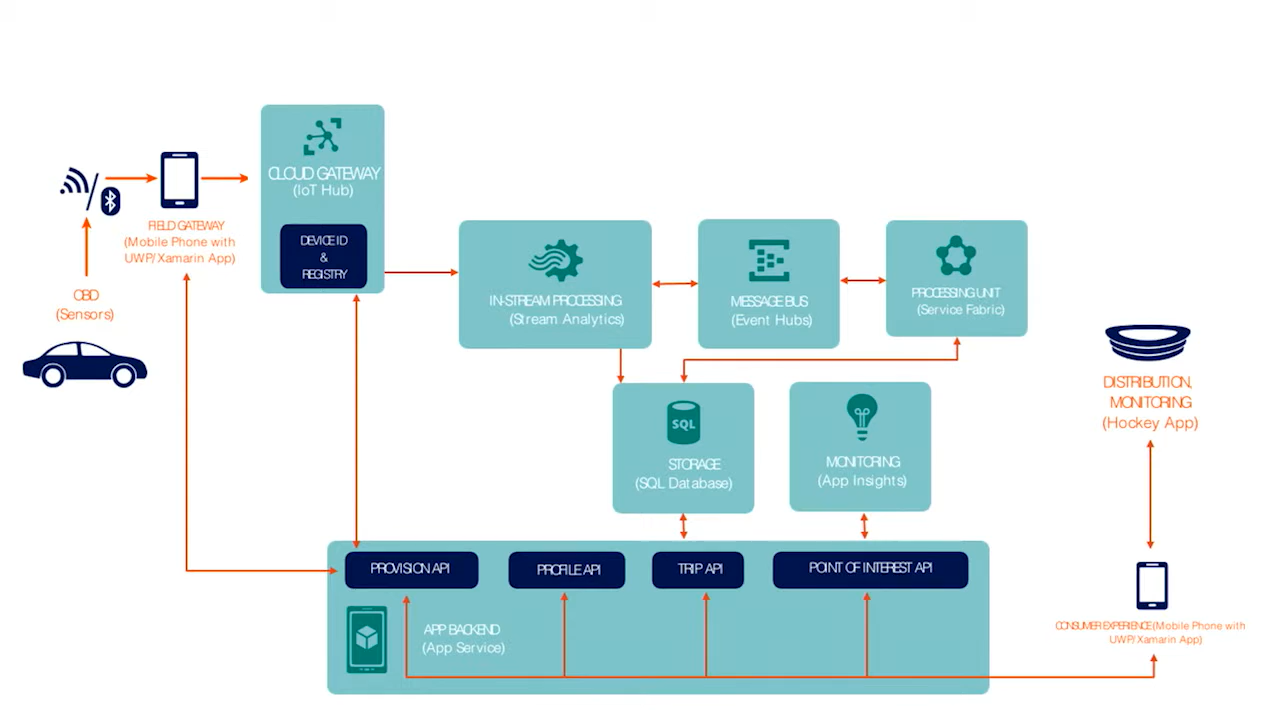 CLOUD GATEWAY
(IoT Hub)
DEVICE ID
&
REGISTRY
FIELD GATEWAY
(Mobile Phone with
UWP/Xamarin App)
OBD
(Sensors)
IN-STREAM PROCESSING
(Stream Analytics)
MESSAGE BUS
(Event Hubs)
PROCESSING UNIT
(Service Fabric)
DISTRIBUTION,
MONITORING
(Hockey App)
SQL
STORAGE
(SQL Database)
MONITORING
(App Insights)
PROVISION API
PROFILE API
TRIP API
POINT OF INTEREST API
APP BACKEND
(App Service)
CONSUMER EXPERIENCE(Mobile Phone with
UWP/Xamarin App)